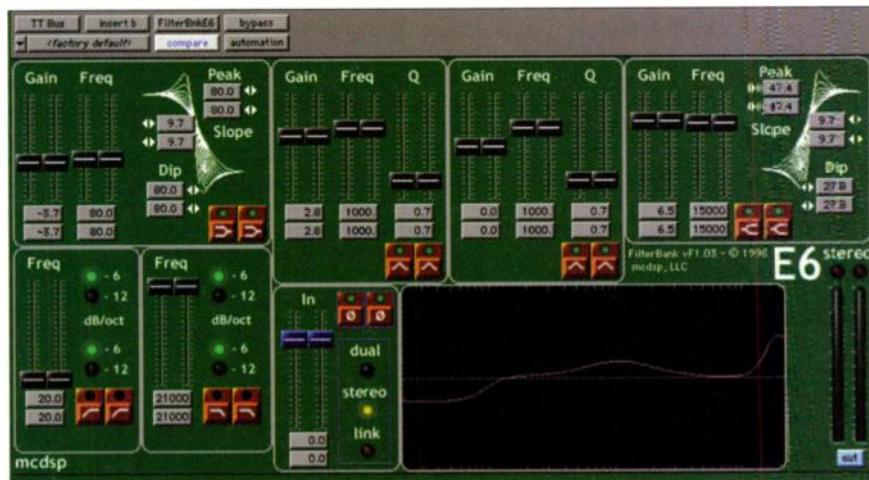 TT Bus insert b FilterBnkE6 bypass
<factory default> compare automation
Gain Freq Peak
80.0
80.0
9.7
9.7
Slope
Dip
80.0
80.0
-3.7 80.0
-3.7 80.0
Gain Freq Q
2.8 1000. 0.7
2.8 1000. 0.7
Gain Freq Q
0.0 1000. 0.7
0.0 1000. 0.7
Gain Freq Peak
47.4
47.4
Slope
9.7
9.7
Dip
27.8
27.8
6.5 15000
6.5 15000
Freq
- 6
- 12
dB/oct
- 6
- 12
20.0
20.0
Freq
- 6
- 12
dB/oct
- 6
- 12
21000
21000
In
Ø Ø
dual
stereo
link
0.0
0.0
FilterBank vF1.03 - © 1998
mcdsp, LLC
E6 stereo
out
mcdsp